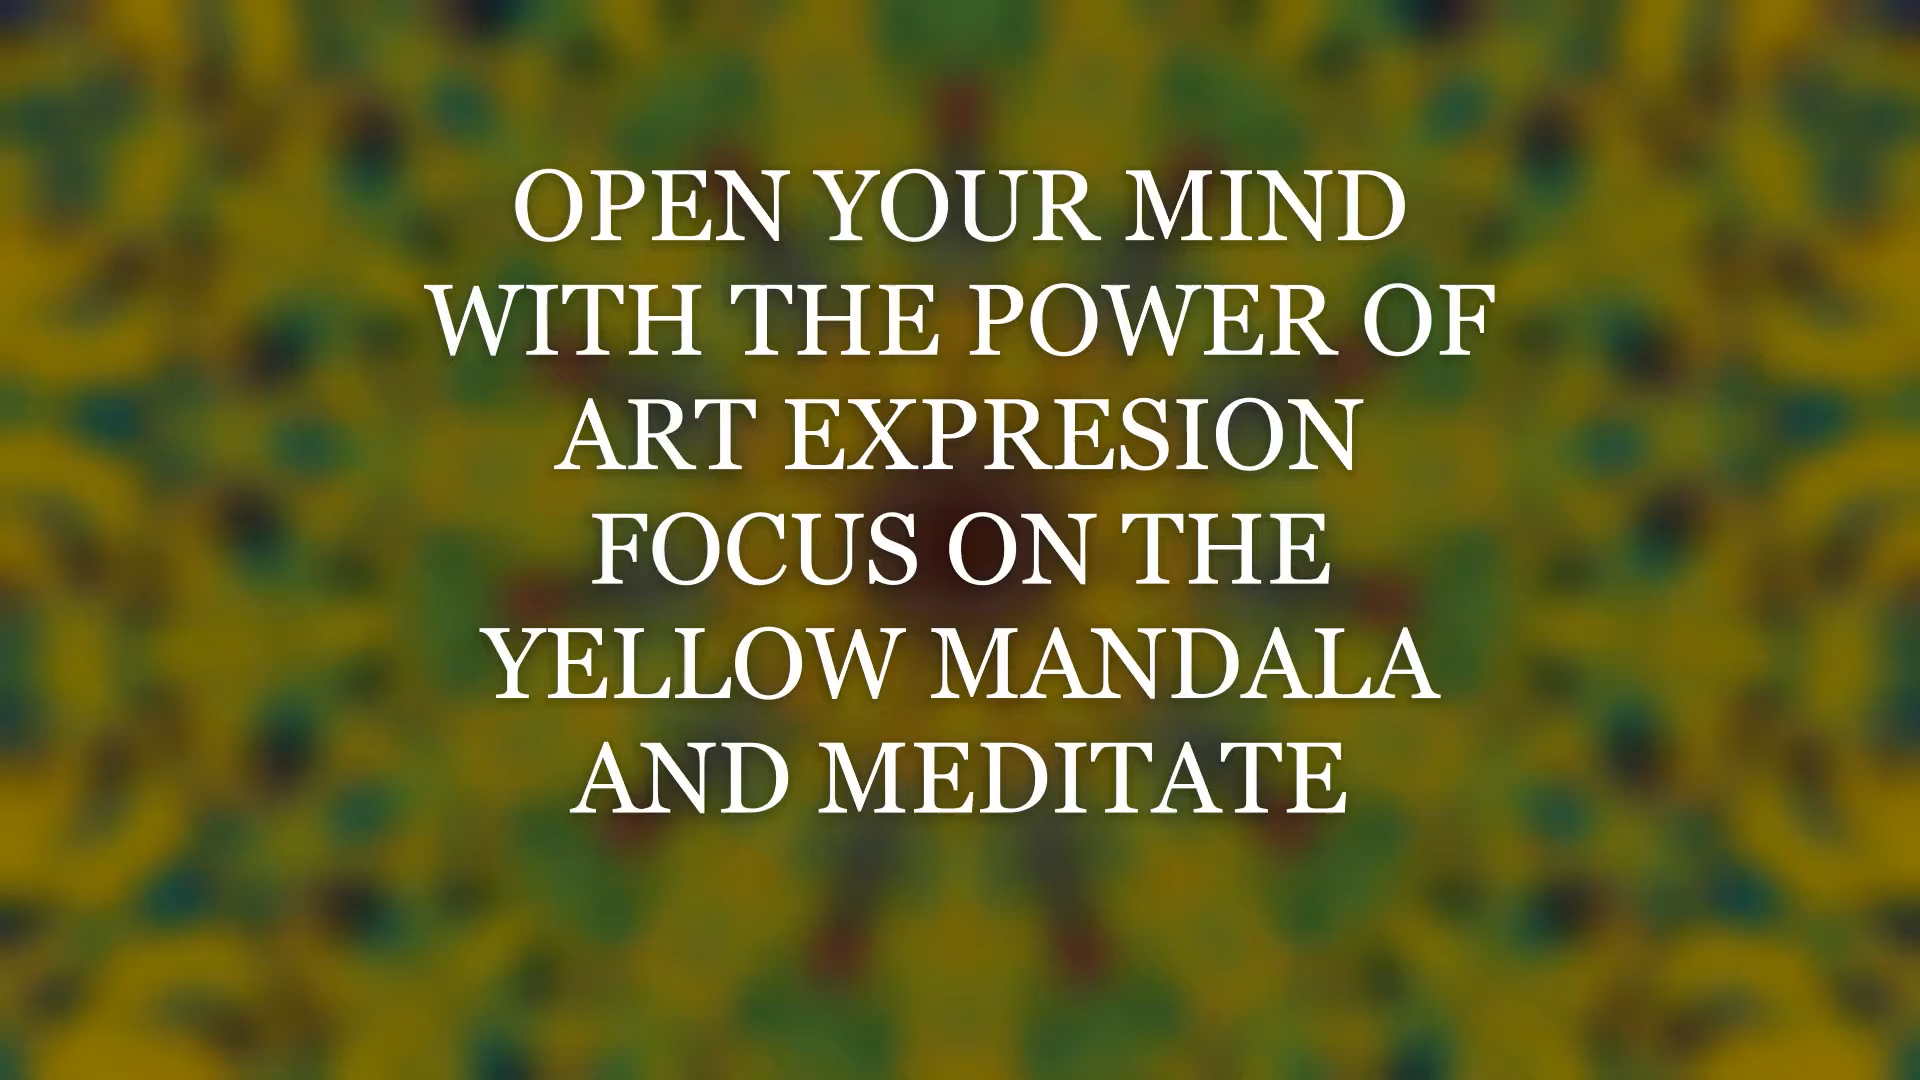 OPEN YOUR MIND
WITH THE POWER OF
ART EXPRESION
FOCUS ON THE
YELLOW MANDALA
AND MEDITATE